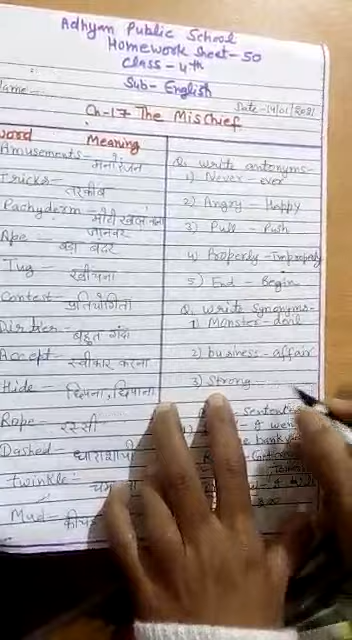 Adhyan Public School
Homework Sheet-50
Class-4th
Sub-English
Name
Date-14/01/2021
Ch-17 The Mischief
word Meaning
Amusements- मनोरंजन
Tricks- तरकीब
Pachyderm- मोटी खाल
जानवर
Ape- बड़ा बंदर
Tug- खींचना
Contest- प्रतियोगिता
Dirtier- बहुत गंदा
Accept- स्वीकार करना
Hide- छिपना, छिपाना
Rope- रस्सी
Dashed- धाराशायी
Twinkle-
Mud-
Q. write antonyms-
1) Never - ever
2) Angry - Happy
3) Pull - Push
4) Properly - Improperly
5) End - Begin
Q. Write Synonyms-
1) Monster-devil
2) business-affair
3) Strong-